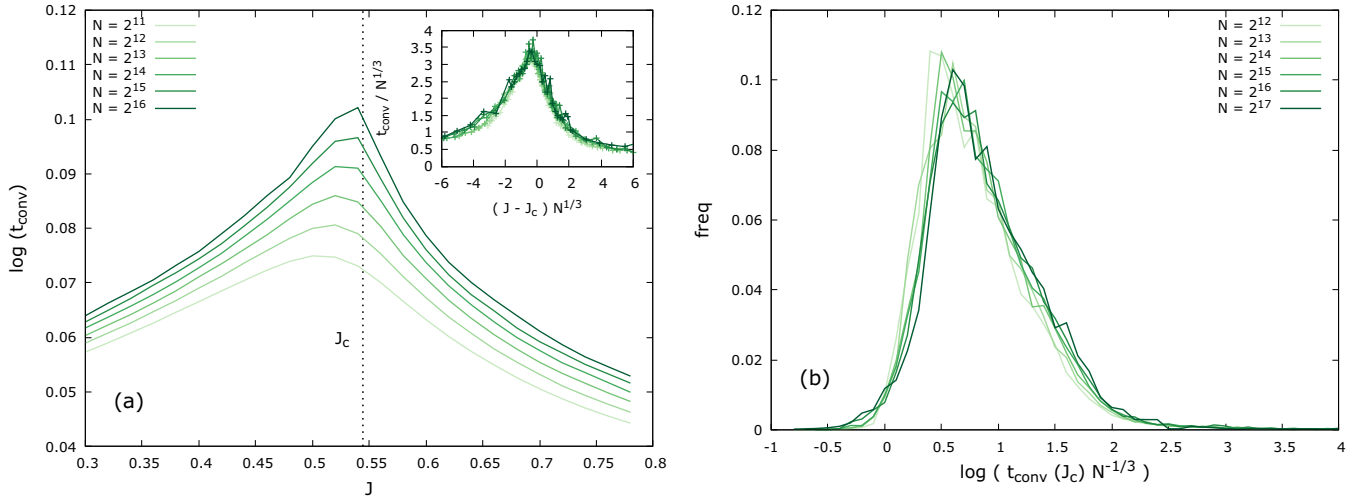 N = 2^11
N = 2^12
N = 2^13
N = 2^14
N = 2^15
N = 2^16
0.12
0.11
0.1
0.09
0.08
0.07
0.06
0.05
0.04
log (t_conv)
0.3 0.35 0.4 0.45 0.5 0.55 0.6 0.65 0.7 0.75 0.8
J
J_c
(a)
4
3.5
3
2.5
2
1.5
1
0.5
0
t_conv / N^1/3
-6 -4 -2 0 2 4 6
( J - J_c ) N^1/3
N = 2^12
N = 2^13
N = 2^14
N = 2^15
N = 2^16
N = 2^17
0.12
0.1
0.08
0.06
0.04
0.02
0
freq
(b)
-1 -0.5 0 0.5 1 1.5 2 2.5 3 3.5 4
log ( t_conv (J_c) N^-1/3 )